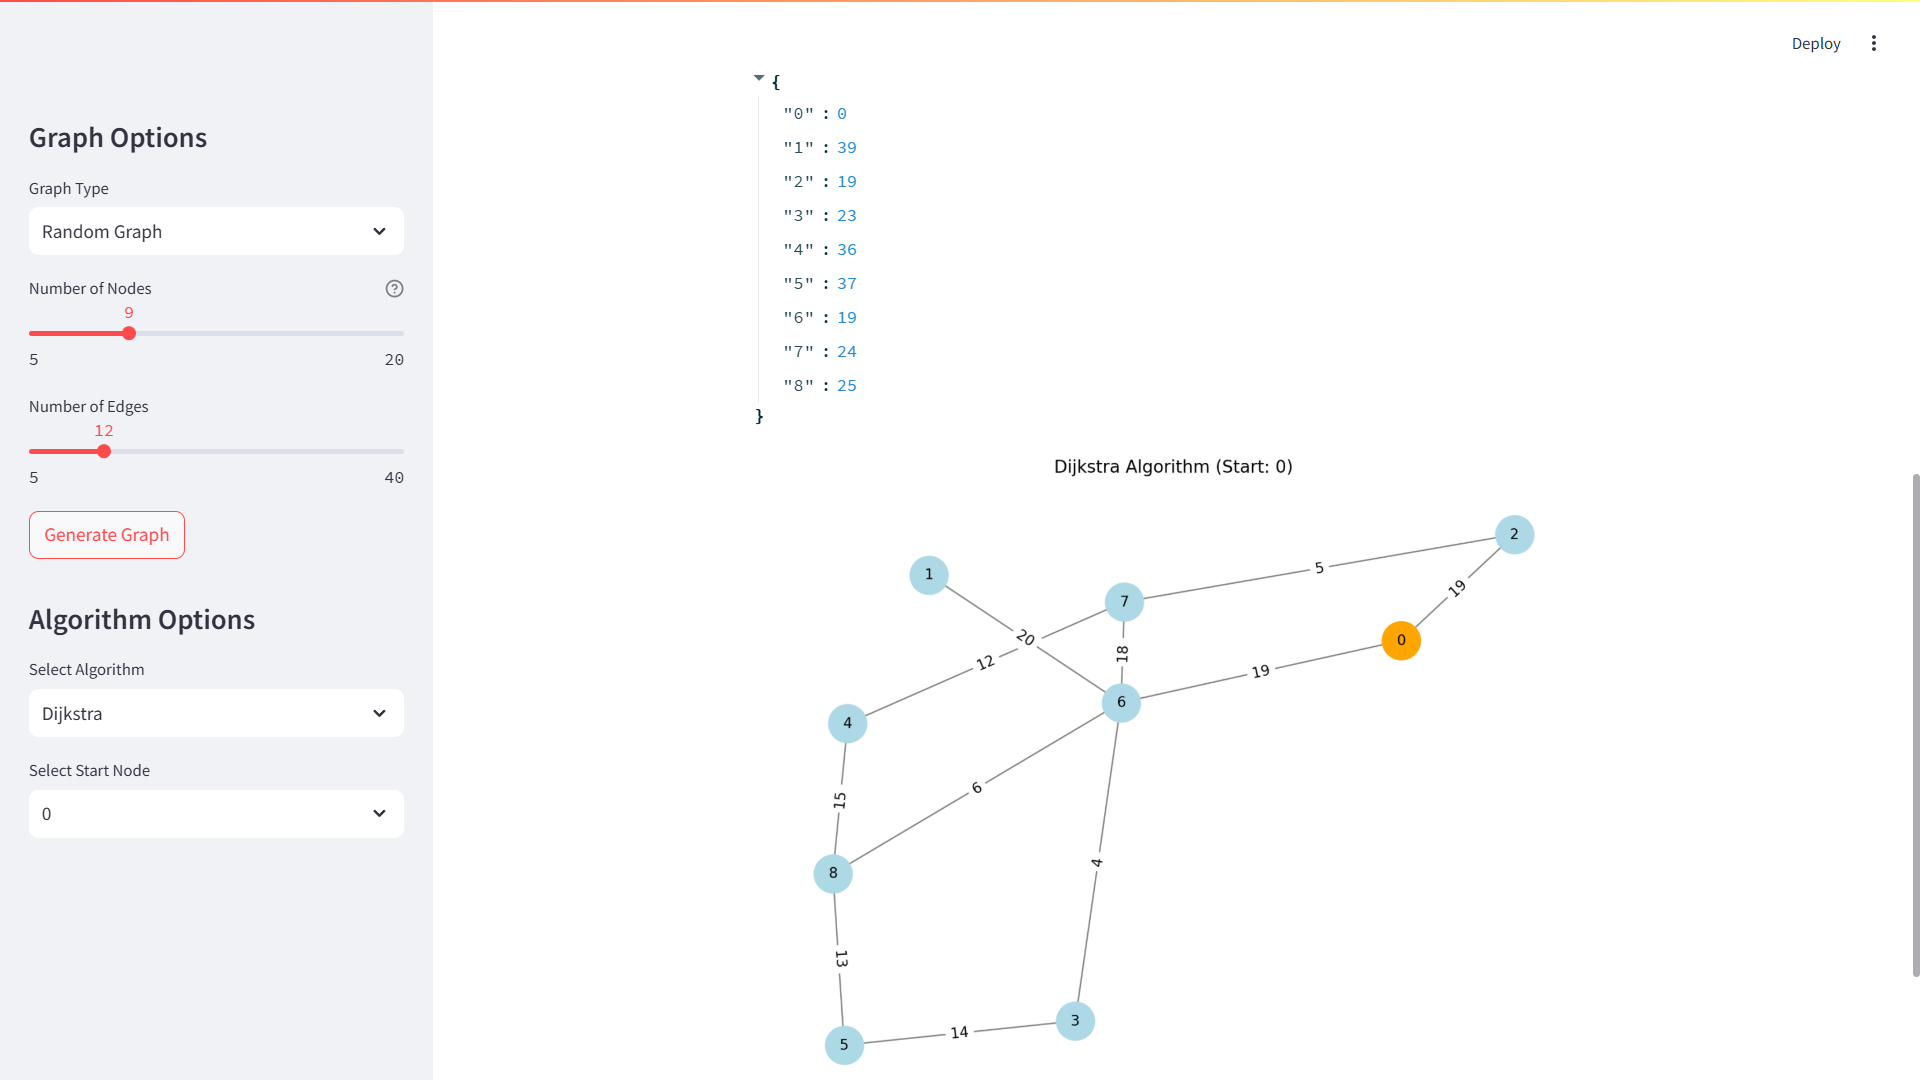 Deploy
Graph Options
Graph Type
Random Graph
Number of Nodes
9
5 20
Number of Edges
12
5 40
Generate Graph
Algorithm Options
Select Algorithm
Dijkstra
Select Start Node
0
{
"0" : 0
"1" : 39
"2" : 19
"3" : 23
"4" : 36
"5" : 37
"6" : 19
"7" : 24
"8" : 25
}
Dijkstra Algorithm (Start: 0)
2
5
1
19
7
20
0
18
12
19
6
4
6
15
4
8
13
3
14
5